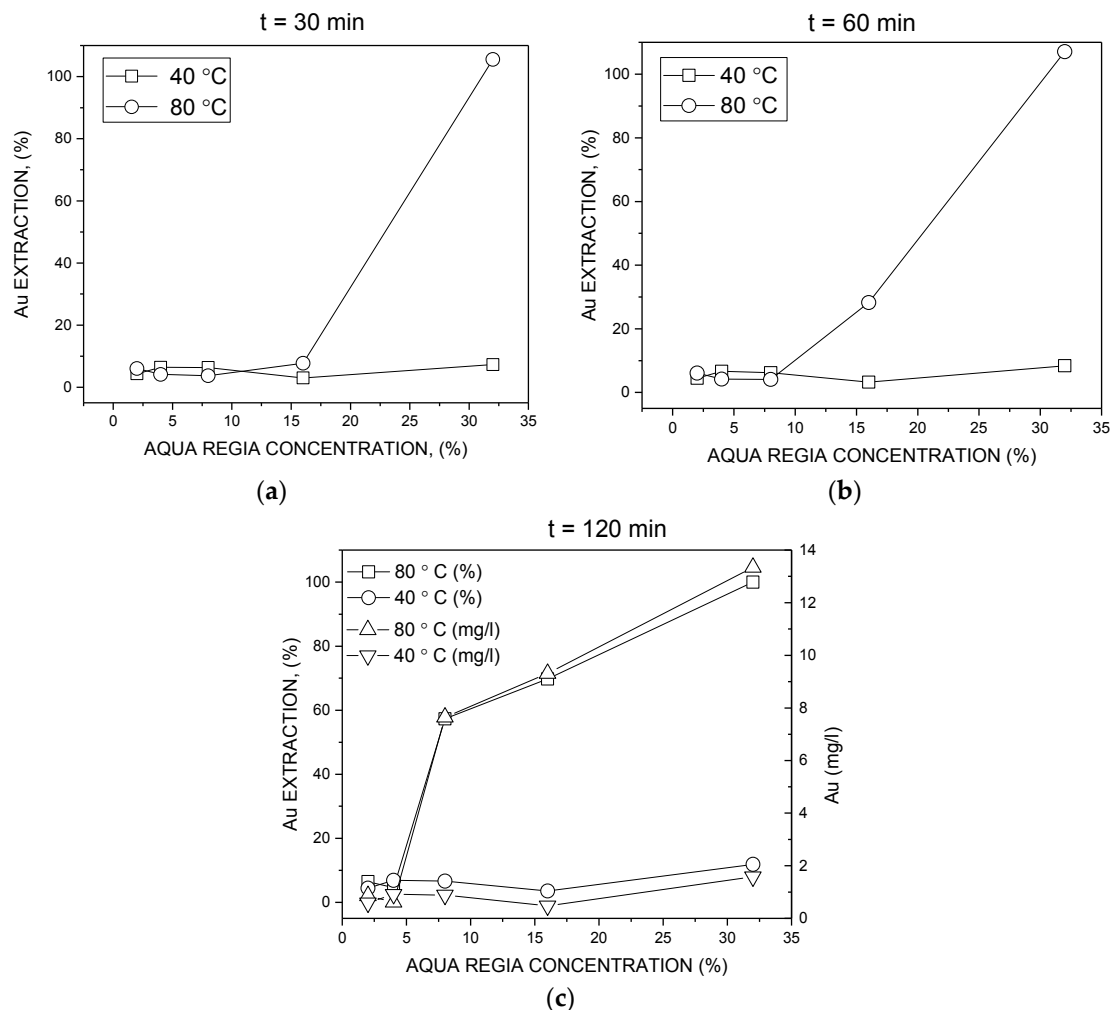 t = 30 min
40 °C
80 °C
Au EXTRACTION, (%)
100
80
60
40
20
0
0 5 10 15 20 25 30 35
AQUA REGIA CONCENTRATION, (%)
(a)
t = 60 min
40 °C
80 °C
Au EXTRACTION, (%)
100
80
60
40
20
0
0 5 10 15 20 25 30 35
AQUA REGIA CONCENTRATION (%)
(b)
t = 120 min
80 ° C (%)
40 ° C (%)
80 ° C (mg/l)
40 ° C (mg/l)
Au EXTRACTION, (%)
100
80
60
40
20
0
14
12
10
8
6
4
2
0
Au (mg/l)
0 5 10 15 20 25 30 35
AQUA REGIA CONCENTRATION (%)
(c)